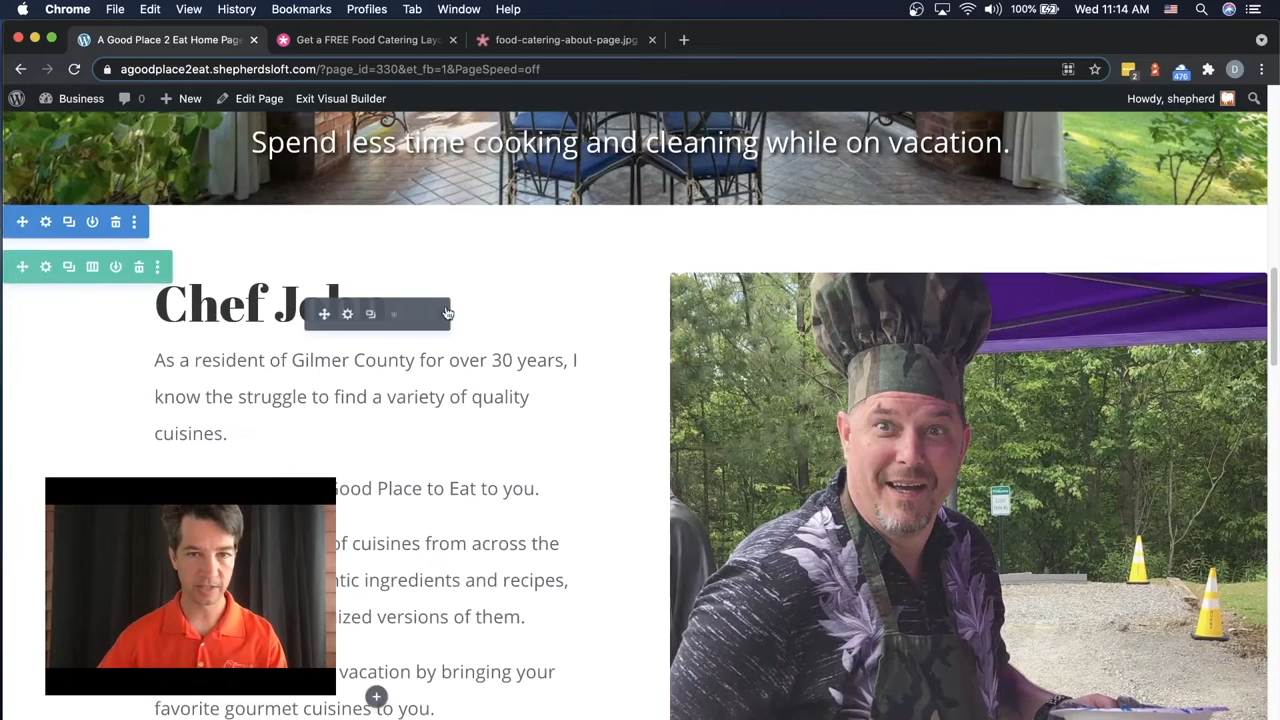 Chrome File Edit View History Bookmarks Profiles Tab Window Help 100% Wed 11:14 AM
A Good Place 2 Eat Home Page Get a FREE Food Catering Layo food-catering-about-page.jpg
agoodplace2eat.shepherdsloft.com/?page_id=330&et_fb=1&PageSpeed=off 2 476 D
Business 0 New Edit Page Exit Visual Builder Howdy, shepherd
Spend less time cooking and cleaning while on vacation.
Chef
As a resident of Gilmer County for over 30 years, I
know the struggle to find a variety of quality
cuisines.
Good Place to Eat to you.
of cuisines from across the
ntic ingredients and recipes,
ized versions of them.
vacation by bringing your
favorite gourmet cuisines to you.